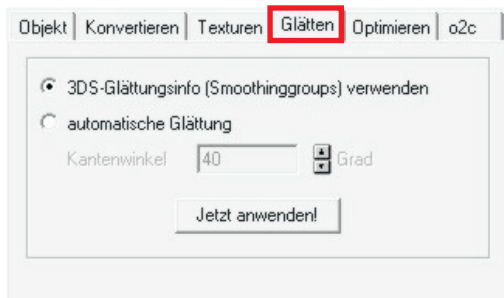 Objekt Konvertieren Texturen Glätten Optimieren o2c
3DS-Glättungsinfo (Smoothinggroups) verwenden
automatische Glättung
Kantenwinkel 40 Grad
Jetzt anwenden!